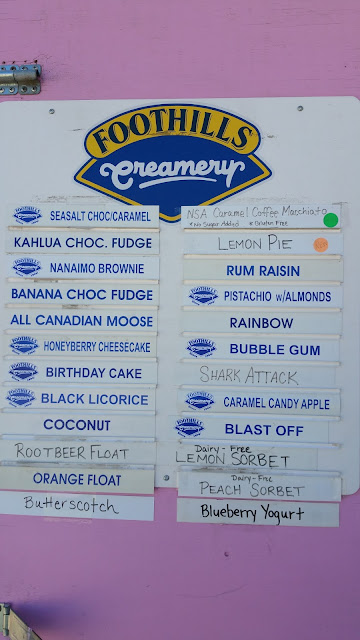 FOOTHILLS
Creamery
SEASALT CHOC/CARAMEL
KAHLUA CHOC. FUDGE
NANAIMO BROWNIE
BANANA CHOC FUDGE
ALL CANADIAN MOOSE
HONEYBERRY CHEESECAKE
BIRTHDAY CAKE
BLACK LICORICE
COCONUT
ROOTBEER FLOAT
ORANGE FLOAT
Butterscotch
NSA Caramel Coffee Macchiato
* No Sugar Added * Gluten Free
LEMON PIE
RUM RAISIN
PISTACHIO W/ALMONDS
RAINBOW
BUBBLE GUM
SHARK ATTACK
CARAMEL CANDY APPLE
BLAST OFF
Dairy-Free
LEMON SORBET
Dairy-Free
PEACH SORBET
Blueberry Yogurt